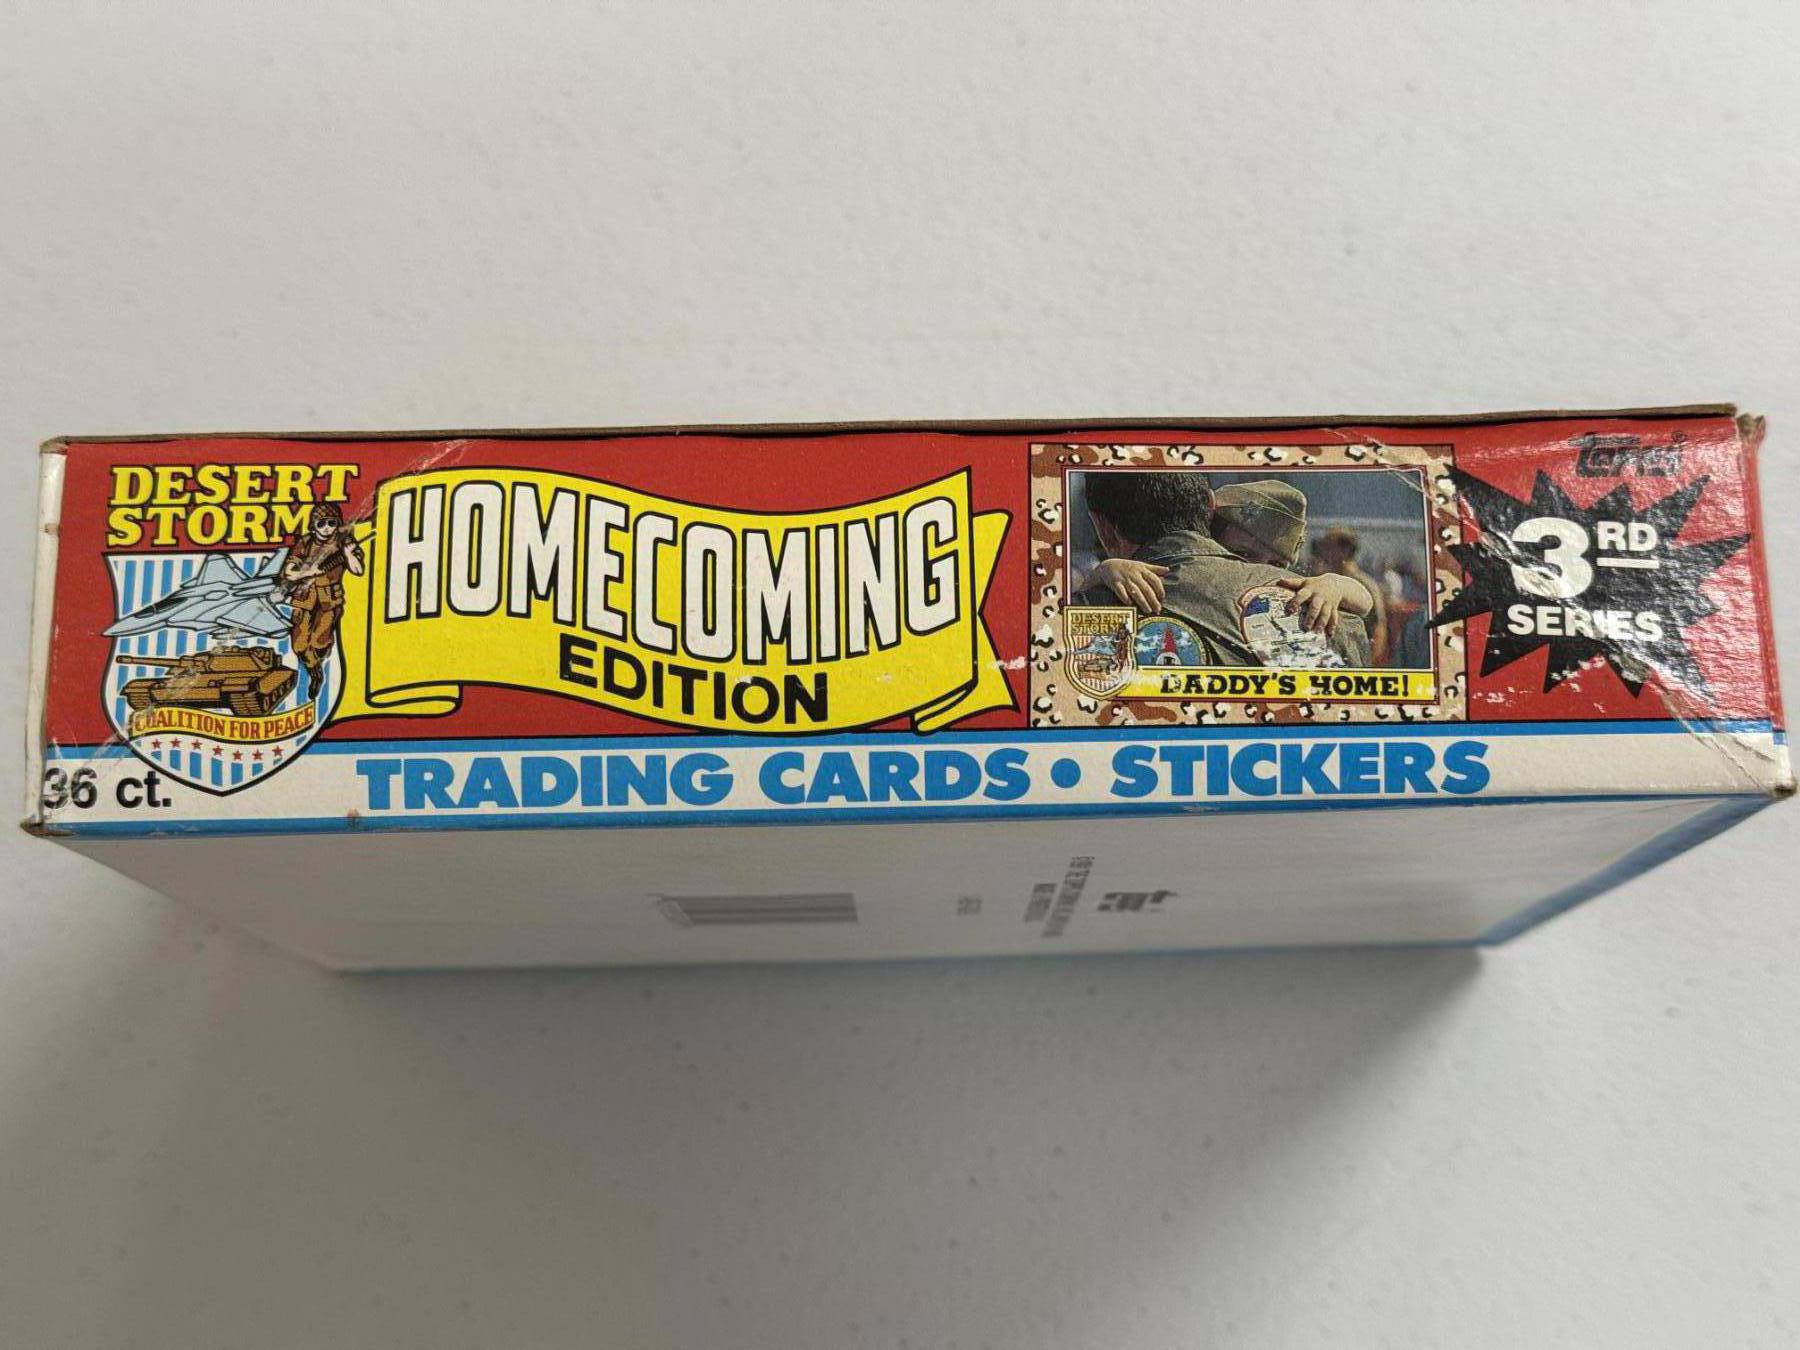 DESERT
STORM
COALITION FOR PEACE
36 ct.
HOMECOMING
EDITION
DESERT
STORM
DADDY'S HOME!
TOPPS®
3RD
SERIES
TRADING CARDS • STICKERS